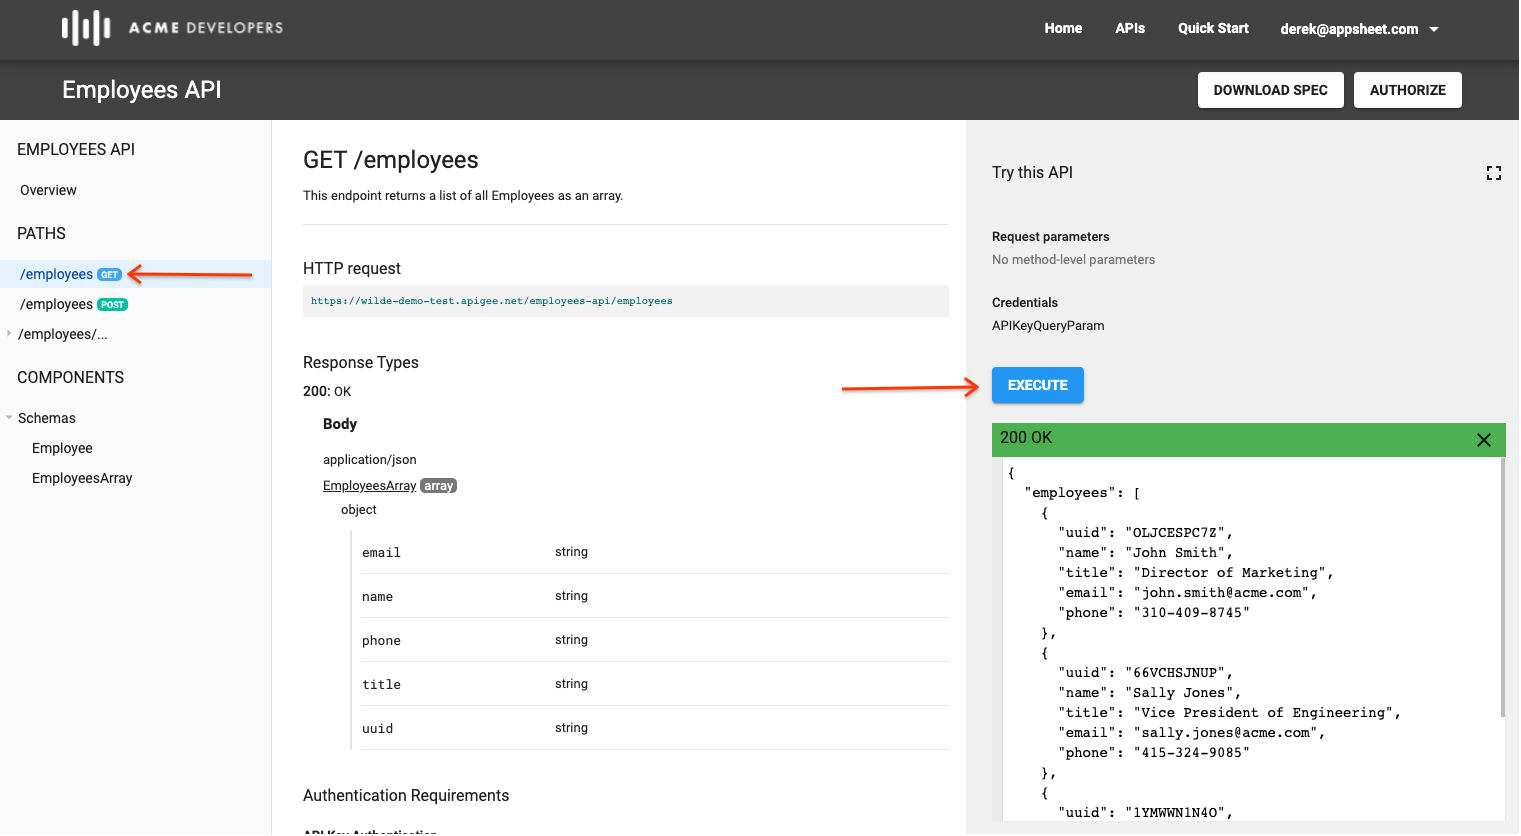 ACME DEVELOPERS
Home
APIs
Quick Start
derek@appsheet.com
Employees API
DOWNLOAD SPEC
AUTHORIZE
EMPLOYEES API
Overview
PATHS
/employees GET
/employees POST
/employees/...
COMPONENTS
Schemas
Employee
EmployeesArray
GET /employees
This endpoint returns a list of all Employees as an array.
HTTP request
https://wilde-demo-test.apigee.net/employees-api/employees
Response Types
200: OK
Body
application/json
EmployeesArray array
object
email string
name string
phone string
title string
uuid string
Authentication Requirements
API Key Authentication
Try this API
Request parameters
No method-level parameters
Credentials
APIKeyQueryParam
EXECUTE
200 OK
{
"employees": [
{
"uuid": "OLJCESPC7Z",
"name": "John Smith",
"title": "Director of Marketing",
"email": "john.smith@acme.com",
"phone": "310-409-8745"
},
{
"uuid": "66VCHSJNUP",
"name": "Sally Jones",
"title": "Vice President of Engineering",
"email": "sally.jones@acme.com",
"phone": "415-324-9085"
},
{
"uuid": "1YMWWN1N4O",